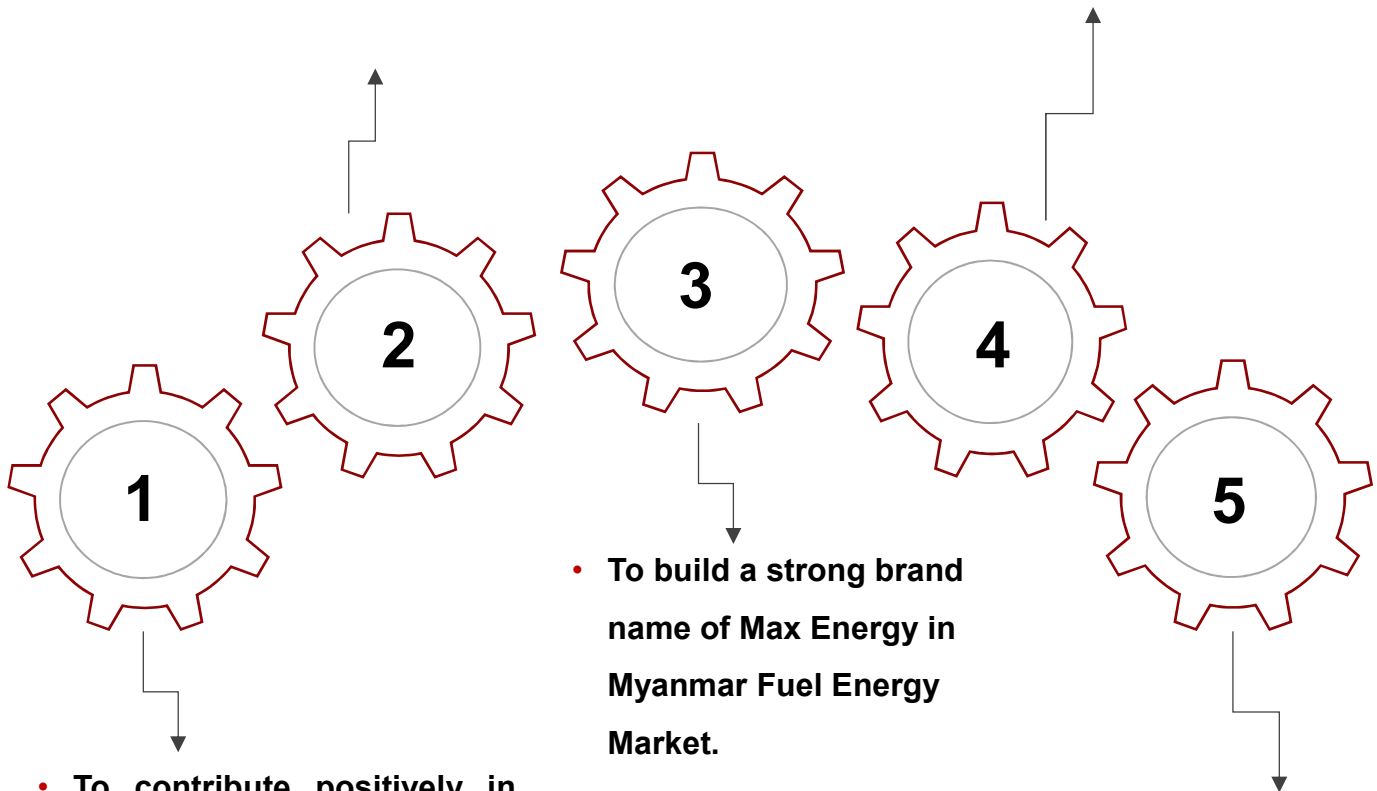 1
2
3
4
5
• To build a strong brand
name of Max Energy in
Myanmar Fuel Energy
Market.
• To contribute positively in